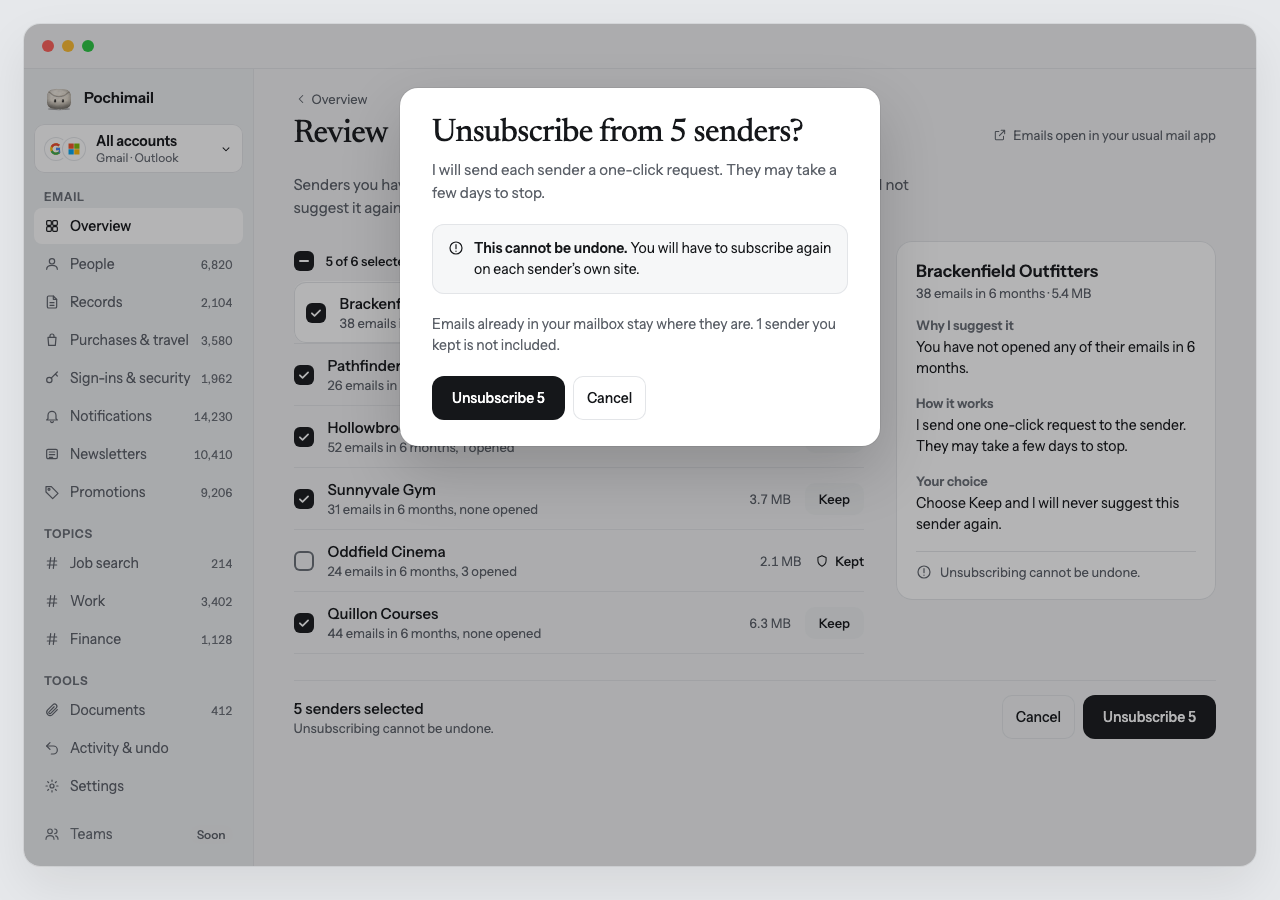 Pochimail
All accounts
Gmail · Outlook
EMAIL
Overview
People 6,820
Records 2,104
Purchases & travel 3,580
Sign-ins & security 1,962
Notifications 14,230
Newsletters 10,410
Promotions 9,206
TOPICS
Job search 214
Work 3,402
Finance 1,128
TOOLS
Documents 412
Activity & undo
Settings
Teams Soon
Overview
Review
Emails open in your usual mail app
Senders you
not
suggest it again
5 of 6
38 emails
Pathfinder
26 emails in
52 emails in 6 months, 1 opened
Sunnyvale Gym
31 emails in 6 months, none opened
3.7 MB Keep
Oddfield Cinema
24 emails in 6 months, 3 opened
2.1 MB Kept
Quillon Courses
44 emails in 6 months, none opened
6.3 MB Keep
5 senders selected
Unsubscribing cannot be undone.
Cancel Unsubscribe 5
Unsubscribe from 5 senders?
I will send each sender a one-click request. They may take a
few days to stop.
This cannot be undone. You will have to subscribe again
on each sender's own site.
Emails already in your mailbox stay where they are. 1 sender you
kept is not included.
Unsubscribe 5 Cancel
Brackenfield Outfitters
38 emails in 6 months · 5.4 MB
Why I suggest it
You have not opened any of their emails in 6
months.
How it works
I send one one-click request to the sender.
They may take a few days to stop.
Your choice
Choose Keep and I will never suggest this
sender again.
Unsubscribing cannot be undone.